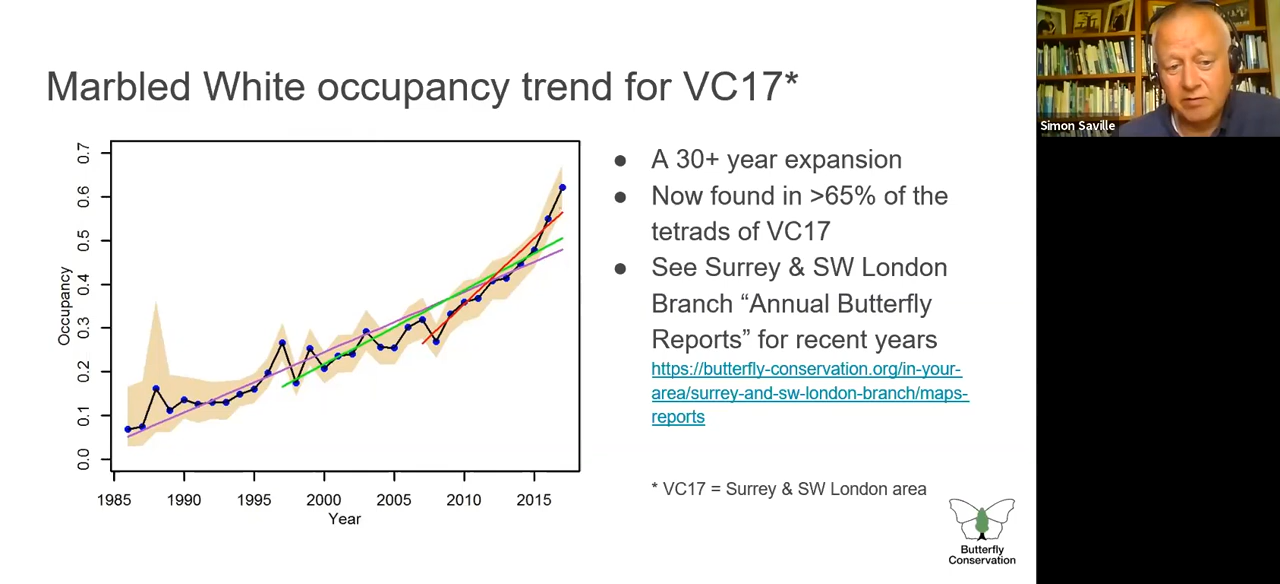 Marbled White occupancy trend for VC17*
Simon Saville
0.7
0.6
0.5
0.4
0.3
0.2
0.1
0.0
Occupancy
1985 1990 1995 2000 2005 2010 2015
Year
● A 30+ year expansion
● Now found in >65% of the
tetrads of VC17
● See Surrey & SW London
Branch “Annual Butterfly
Reports” for recent years
https://butterfly-conservation.org/in-your-
area/surrey-and-sw-london-branch/maps-
reports
* VC17 = Surrey & SW London area
Butterfly
Conservation